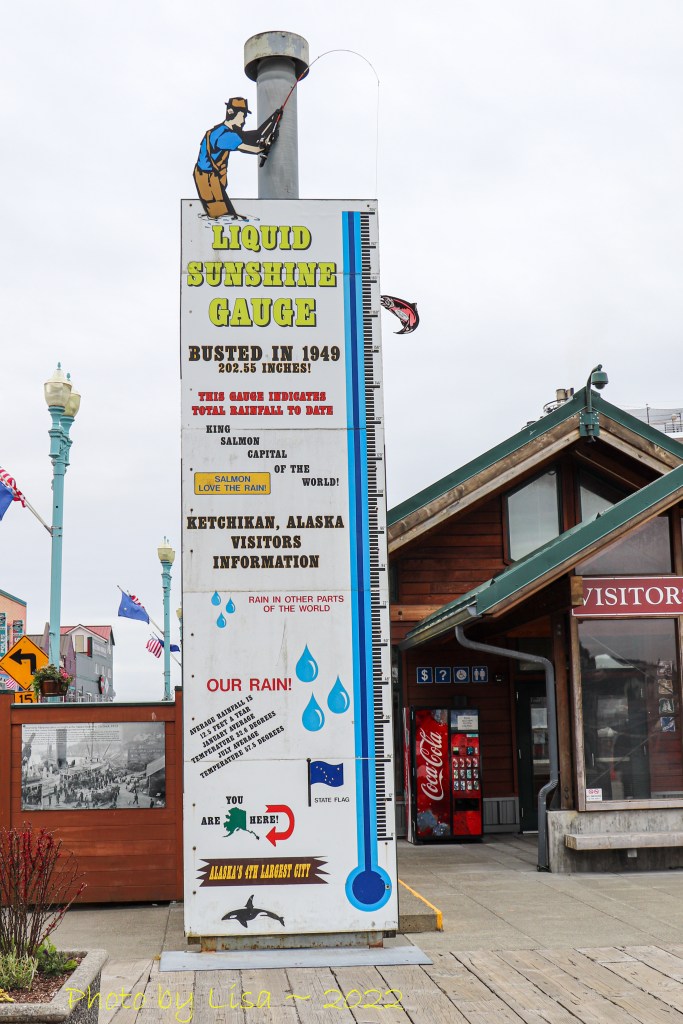 LIQUID
SUNSHINE
GAUGE
BUSTED IN 1949
202.55 INCHES!
THIS GAUGE INDICATES
TOTAL RAINFALL TO DATE
KING
SALMON
CAPITAL
OF THE
WORLD!
SALMON
LOVE THE RAIN!
KETCHIKAN, ALASKA
VISITORS
INFORMATION
RAIN IN OTHER PARTS
OF THE WORLD
OUR RAIN!
AVERAGE RAINFALL IS
12.5 FEET A YEAR
JANUARY AVERAGE
TEMPERATURE 32.6 DEGREES
JULY AVERAGE
TEMPERATURE 57.5 DEGREES
STATE FLAG
YOU
ARE HERE!
ALASKA'S 4TH LARGEST CITY
VISITORS
$ ?
Coca-Cola
15
Photo by Lisa ~ 2022